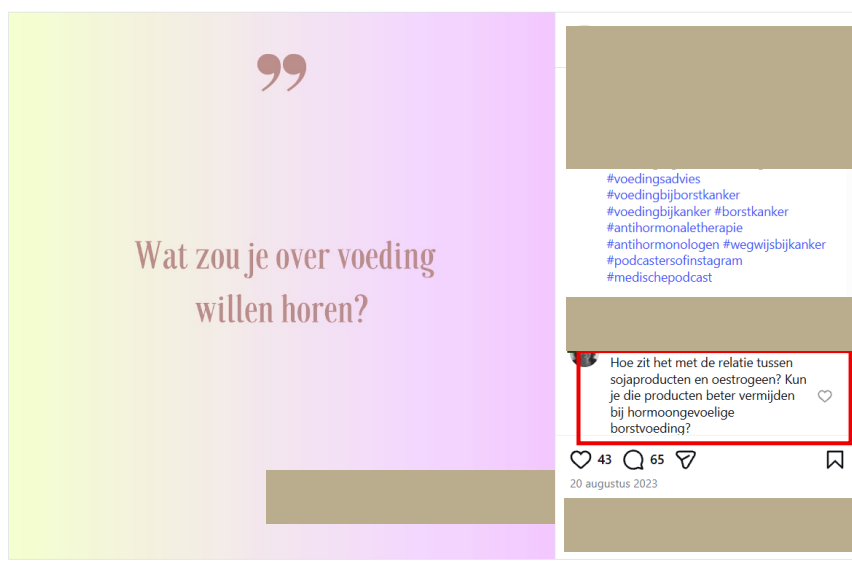 ”
Wat zou je over voeding
willen horen?
#voedingsadvies
#voedingbijborstkanker
#voedingbijkanker #borstkanker
#antihormonaletherapie
#antihormonologen #wegwijsbijkanker
#podcastersofinstagram
#medischepodcast
Hoe zit het met de relatie tussen
sojaproducten en oestrogeen? Kun
je die producten beter vermijden
bij hormoongevoelige
borstvoeding?
43 65
20 augustus 2023